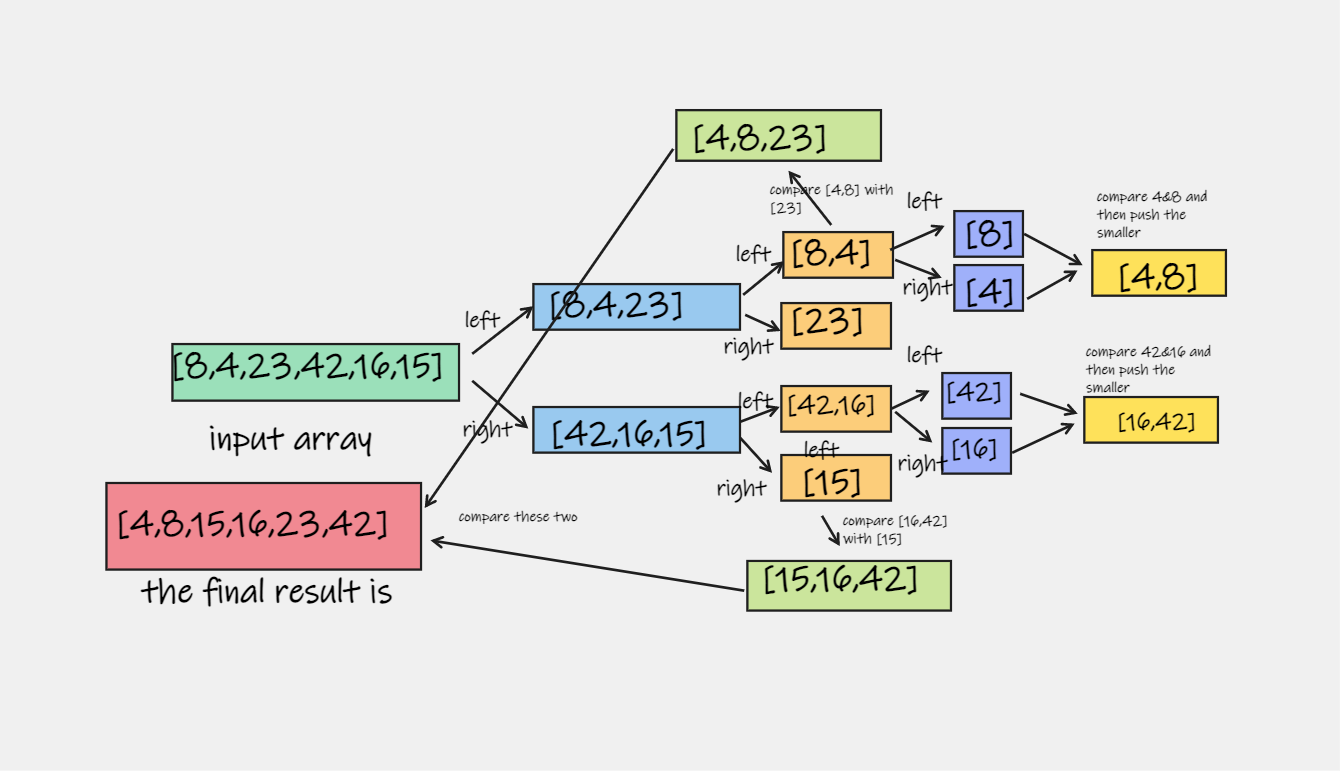 [4,8,23]
compare [4,8] with
[23]
left
[8]
compare 4&8 and
then push the
smaller
left
[8,4]
right
[4]
[4,8]
left
[8,4,23]
right
[23]
[8,4,23,42,16,15]
input array
right
[42,16,15]
left
[42,16]
left
[42]
compare 42&16 and
then push the
smaller
[16,42]
right
[16]
left
right
[15]
compare [16,42]
with [15]
[15,16,42]
compare these two
[4,8,15,16,23,42]
the final result is